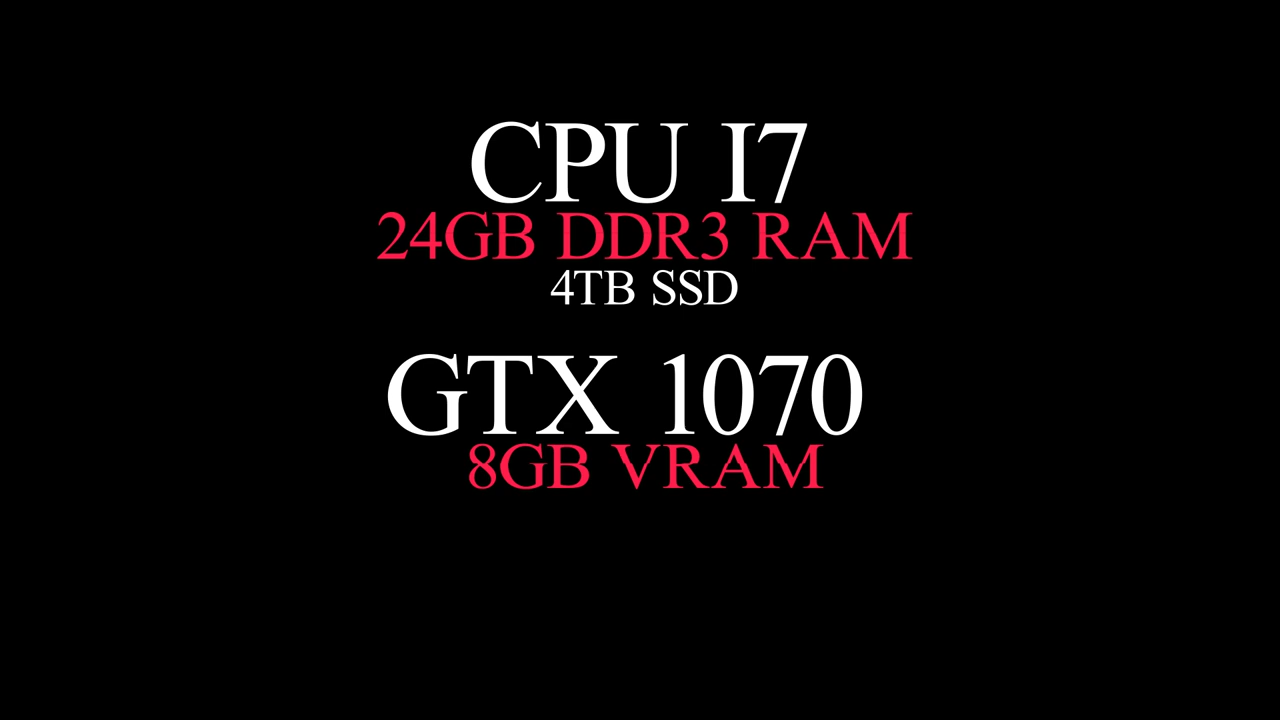 CPU I7
24GB DDR3 RAM
4TB SSD
GTX 1070
8GB VRAM